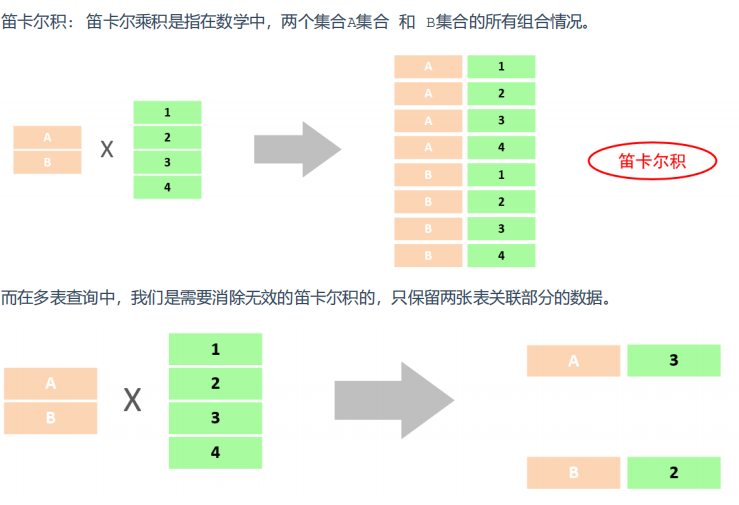 笛卡尔积: 笛卡尔乘积是指在数学中，两个集合A集合 和 B集合的所有组合情况。
A 1
1 A 2
A 2 A 3
X
B 3 A 4
4 B 1
B 2
B 3
B 4
笛卡尔积
而在多表查询中，我们是需要消除无效的笛卡尔积的，只保留两张表关联部分的数据。
1 A 3
A 2
X
B 3
4 B 2